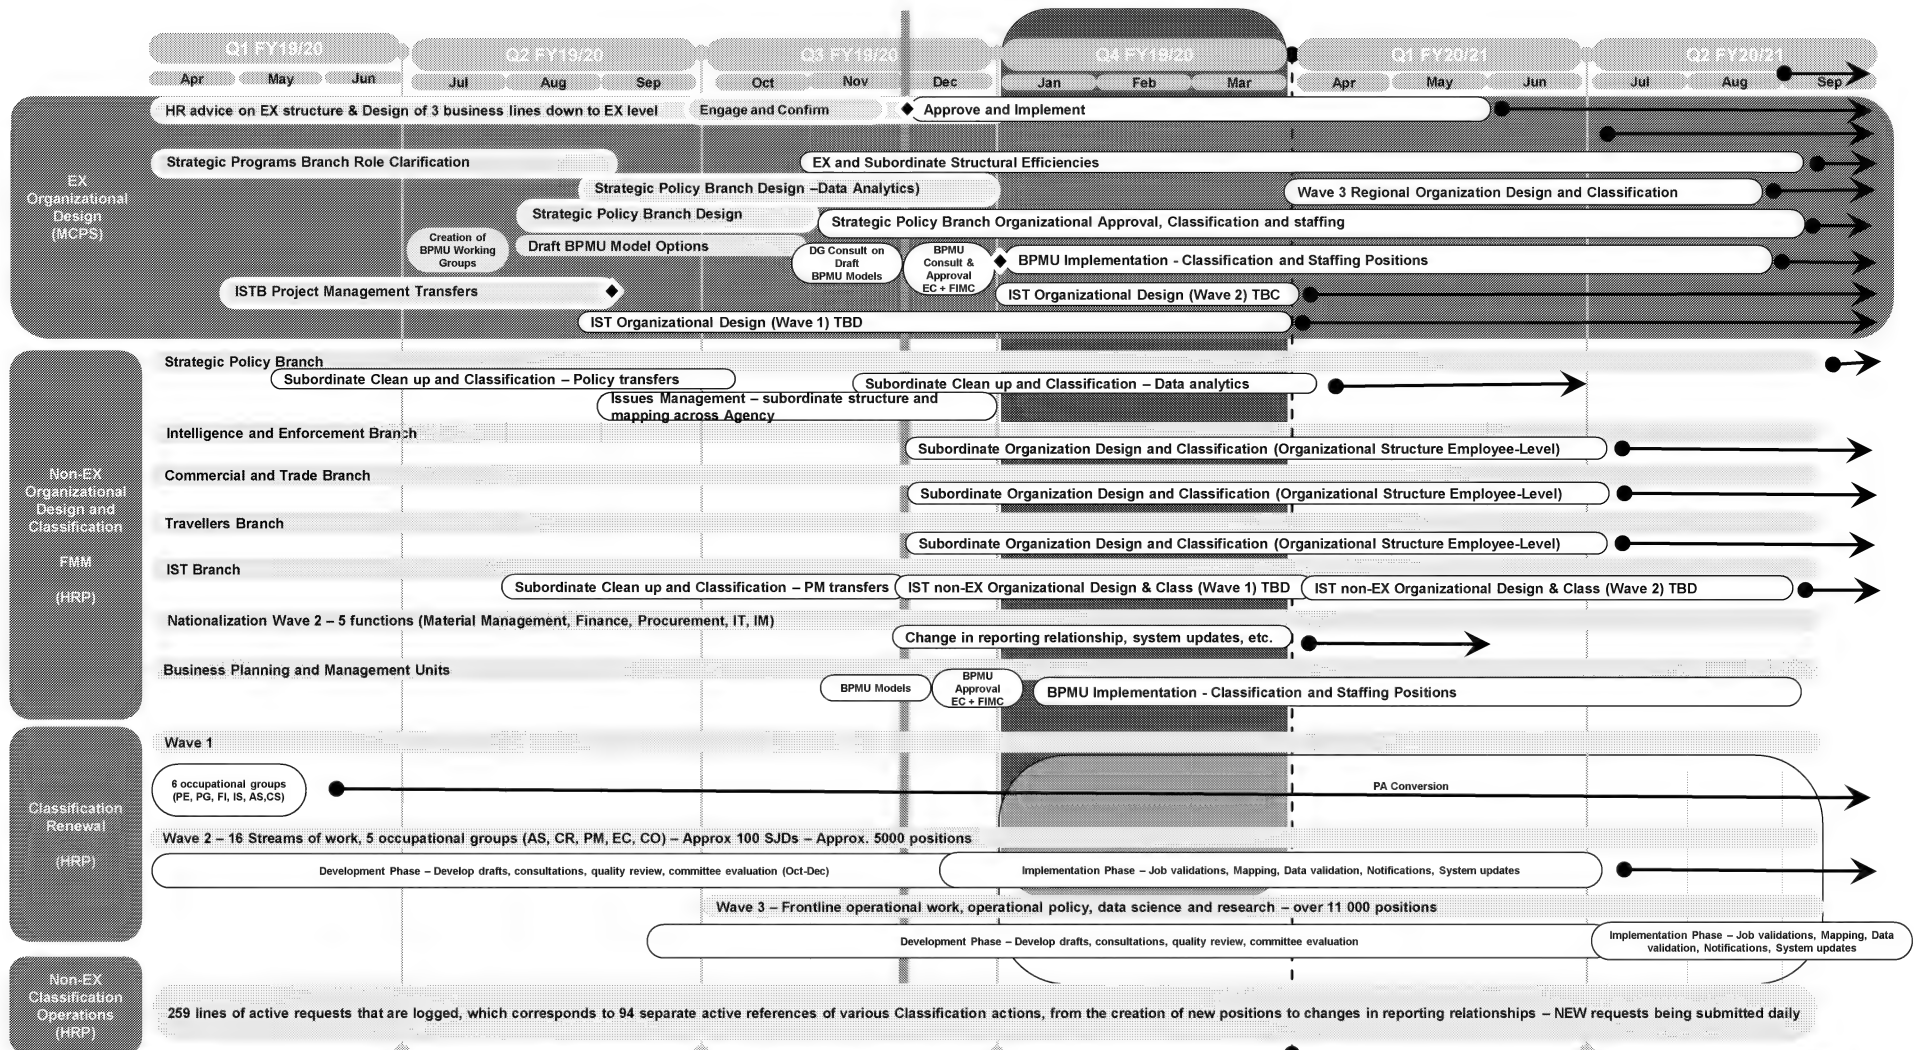 Q1 FY19/20
Q2 FY19/20
Q3 FY19/20
Q4 FY19/20
Q1 FY20/21
Q2 FY20/21
Apr
May
Jun
Jul
Aug
Sep
Oct
Nov
Dec
Jan
Feb
Mar
Apr
May
Jun
Jul
Aug
Sep
EX
Organizational
Design
(MCPS)
HR advice on EX structure & Design of 3 business lines down to EX level
Engage and Confirm
Approve and Implement
Strategic Programs Branch Role Clarification
EX and Subordinate Structural Efficiencies
Strategic Policy Branch Design –Data Analytics)
Wave 3 Regional Organization Design and Classification
Strategic Policy Branch Design
Strategic Policy Branch Organizational Approval, Classification and staffing
Creation of
BPMU Working
Groups
Draft BPMU Model Options
DG Consult on
Draft
BPMU Models
BPMU
Consult &
Approval
EC + FIMC
BPMU Implementation - Classification and Staffing Positions
ISTB Project Management Transfers
IST Organizational Design (Wave 2) TBC
IST Organizational Design (Wave 1) TBD
Non-EX
Organizational
Design and
Classification
FMM
(HRP)
Strategic Policy Branch
Subordinate Clean up and Classification – Policy transfers
Subordinate Clean up and Classification – Data analytics
Issues Management – subordinate structure and
mapping across Agency
Intelligence and Enforcement Branch
Subordinate Organization Design and Classification (Organizational Structure Employee-Level)
Commercial and Trade Branch
Subordinate Organization Design and Classification (Organizational Structure Employee-Level)
Travellers Branch
Subordinate Organization Design and Classification (Organizational Structure Employee-Level)
IST Branch
Subordinate Clean up and Classification – PM transfers
IST non-EX Organizational Design & Class (Wave 1) TBD
IST non-EX Organizational Design & Class (Wave 2) TBD
Nationalization Wave 2 – 5 functions (Material Management, Finance, Procurement, IT, IM)
Change in reporting relationship, system updates, etc.
Business Planning and Management Units
BPMU Models
BPMU
Approval
EC + FIMC
BPMU Implementation - Classification and Staffing Positions
Classification
Renewal
(HRP)
Wave 1
6 occupational groups
(PE, PG, FI, IS, AS,CS)
PA Conversion
Wave 2 – 16 Streams of work, 5 occupational groups (AS, CR, PM, EC, CO) – Approx 100 SJDs – Approx. 5000 positions
Development Phase – Develop drafts, consultations, quality review, committee evaluation (Oct-Dec)
Implementation Phase – Job validations, Mapping, Data validation, Notifications, System updates
Wave 3 – Frontline operational work, operational policy, data science and research – over 11 000 positions
Development Phase – Develop drafts, consultations, quality review, committee evaluation
Implementation Phase – Job validations, Mapping, Data
validation, Notifications, System updates
Non-EX
Classification
Operations
(HRP)
259 lines of active requests that are logged, which corresponds to 94 separate active references of various Classification actions, from the creation of new positions to changes in reporting relationships – NEW requests being submitted daily